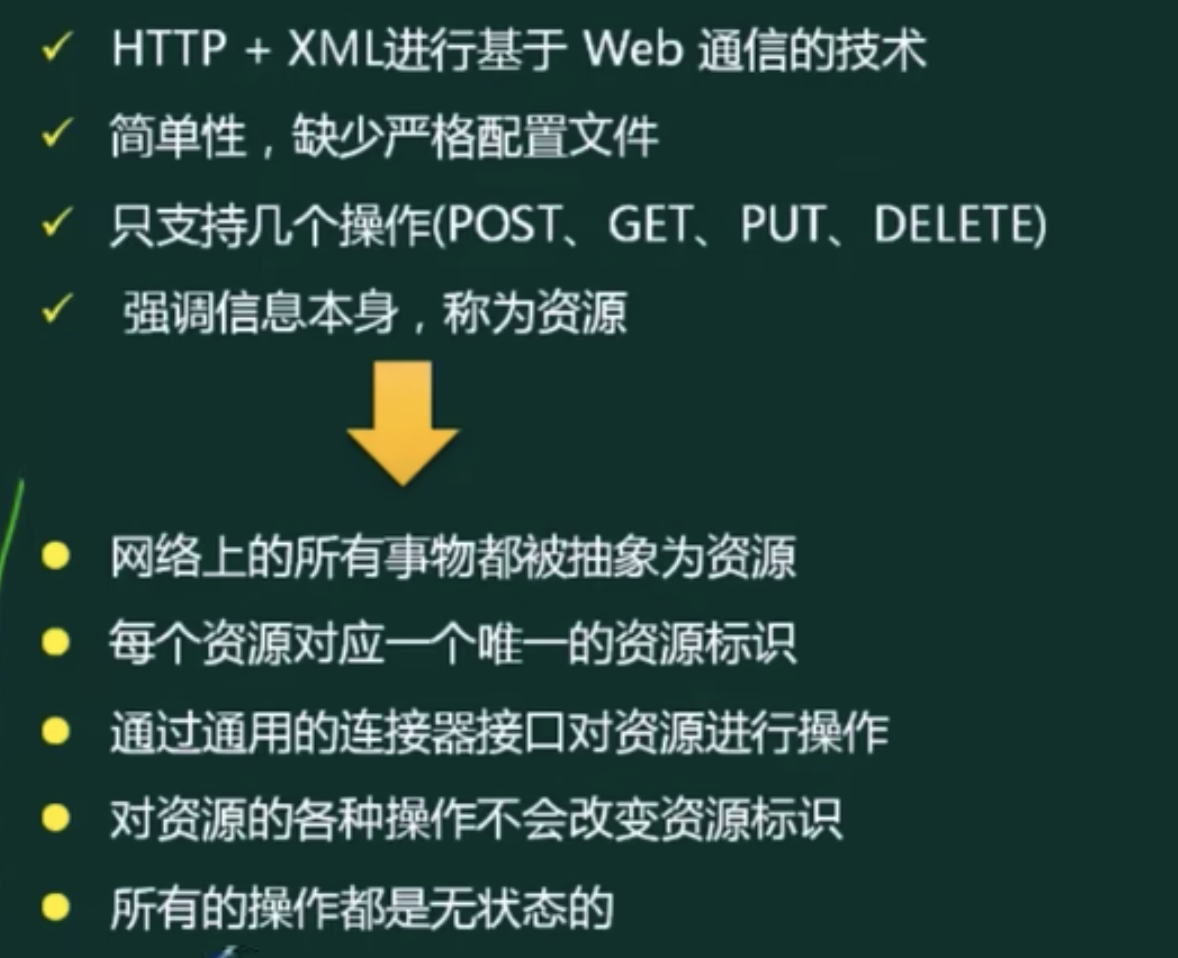 HTTP + XML进行基于 Web 通信的技术
简单性，缺少严格配置文件
只支持几个操作(POST、GET、PUT、DELETE)
强调信息本身，称为资源
网络上的所有事物都被抽象为资源
每个资源对应一个唯一的资源标识
通过通用的连接器接口对资源进行操作
对资源的各种操作不会改变资源标识
所有的操作都是无状态的